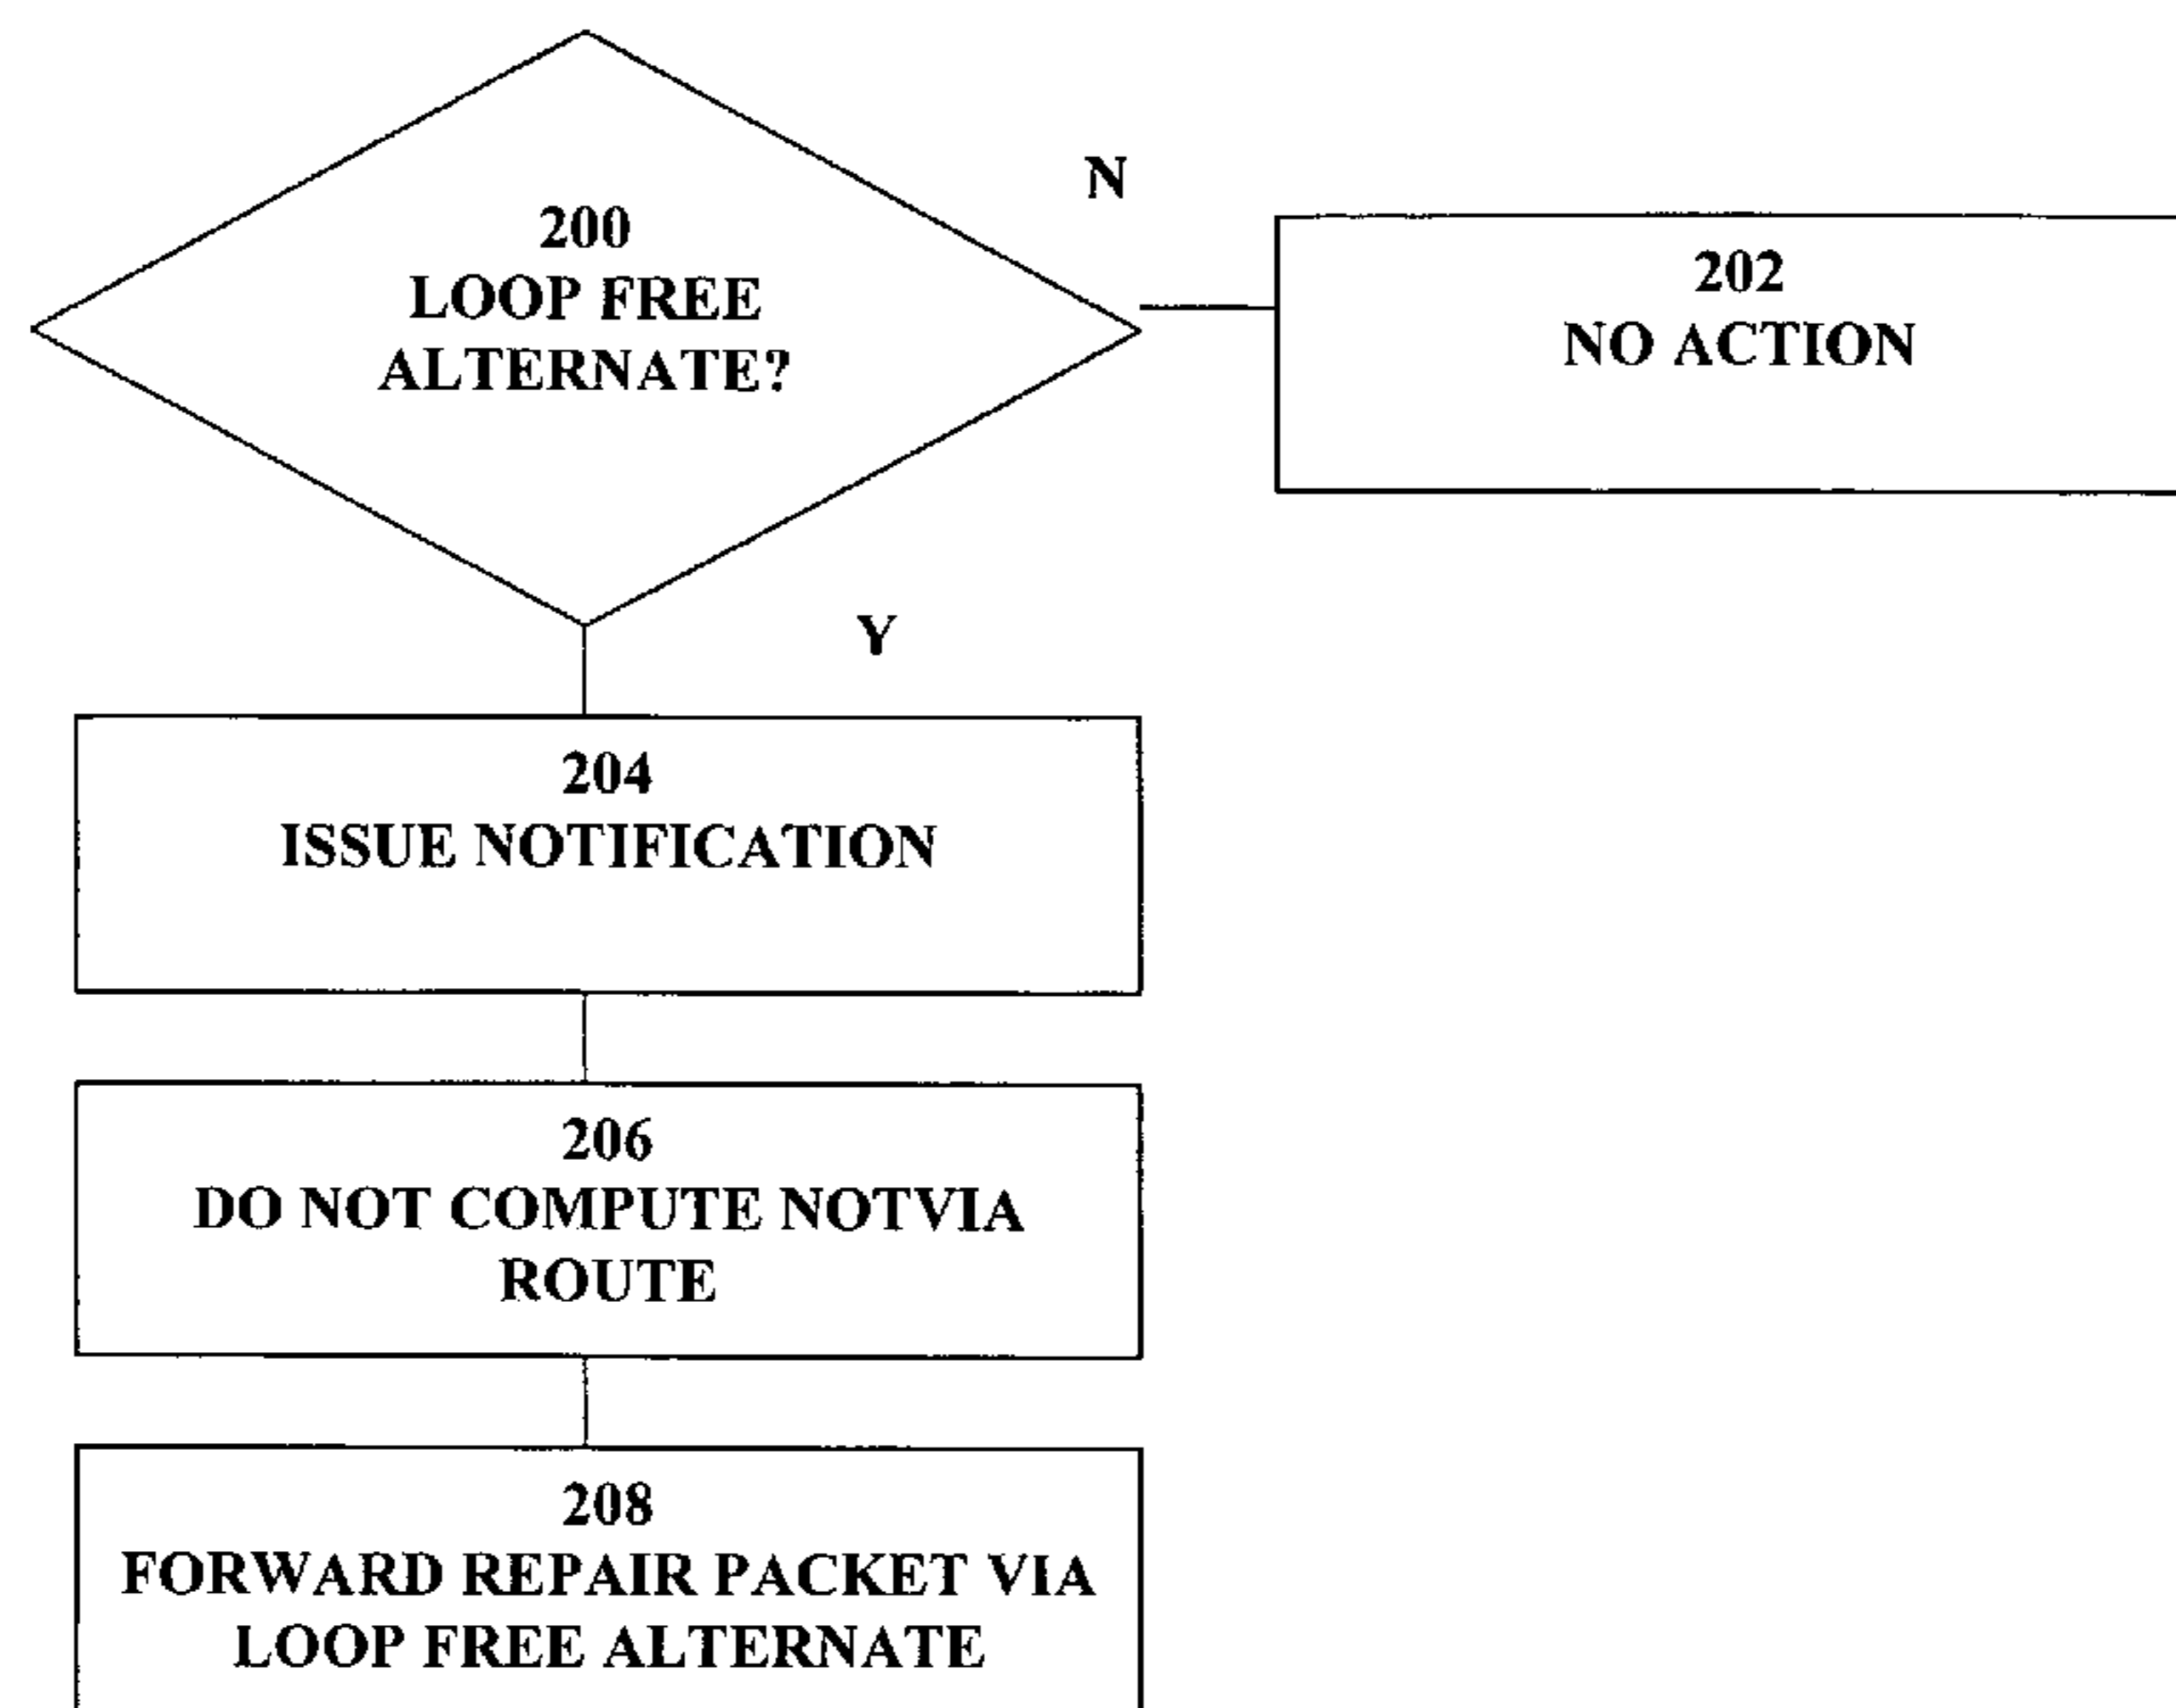 N
200
LOOP FREE
ALTERNATE?
202
NO ACTION
Y
204
ISSUE NOTIFICATION
206
DO NOT COMPUTE NOTVIA
ROUTE
208
FORWARD REPAIR PACKET VIA
LOOP FREE ALTERNATE